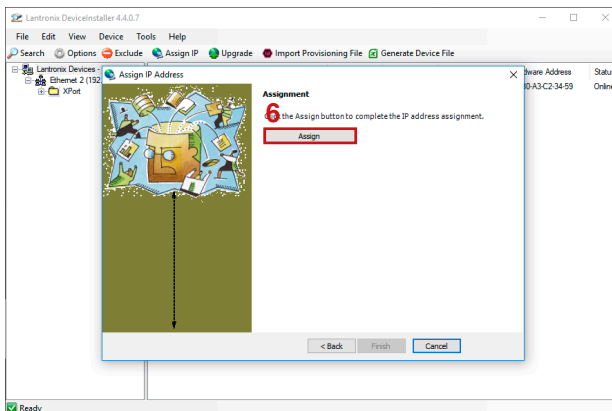 Lantronix DeviceInstaller 4.4.0.7
File Edit View Device Tools Help
Search Options Exclude Assign IP Upgrade Import Provisioning File Generate Device File
Lantronix Devices -
Ethernet 2 (192
XPort
dware Address Statu
0-A3-C2-34-59 Online
Assign IP Address
Assignment
6
the Assign button to complete the IP address assignment.
Assign
< Back Finish Cancel
Ready